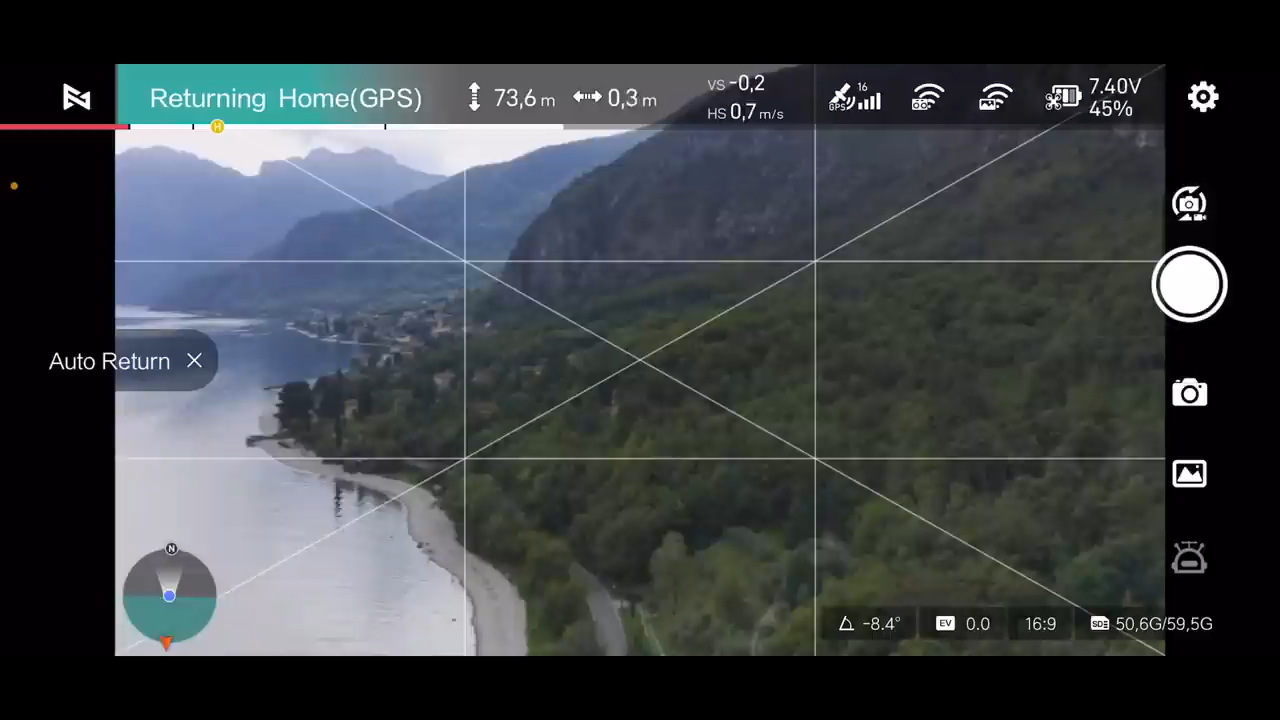 Returning Home(GPS)
73,6 m
0,3 m
VS -0,2
HS 0,7 m/s
GPS
16
5G
7.40V
45%
H
Auto Return
N
-8.4°
EV 0.0
16:9
SD 50,6G/59,5G